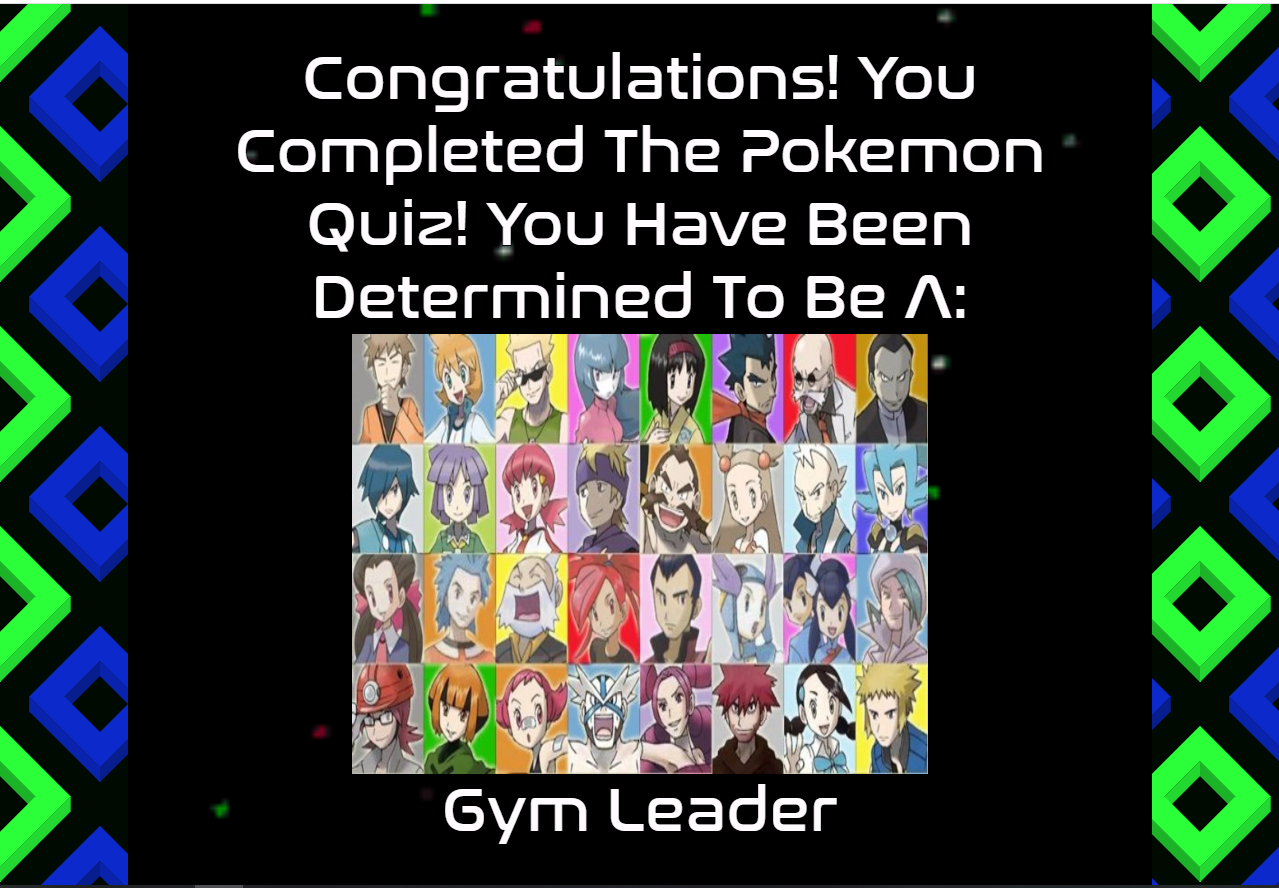 Congratulations! You
Completed The Pokemon
Quiz! You Have Been
Determined To Be A:
Gym Leader